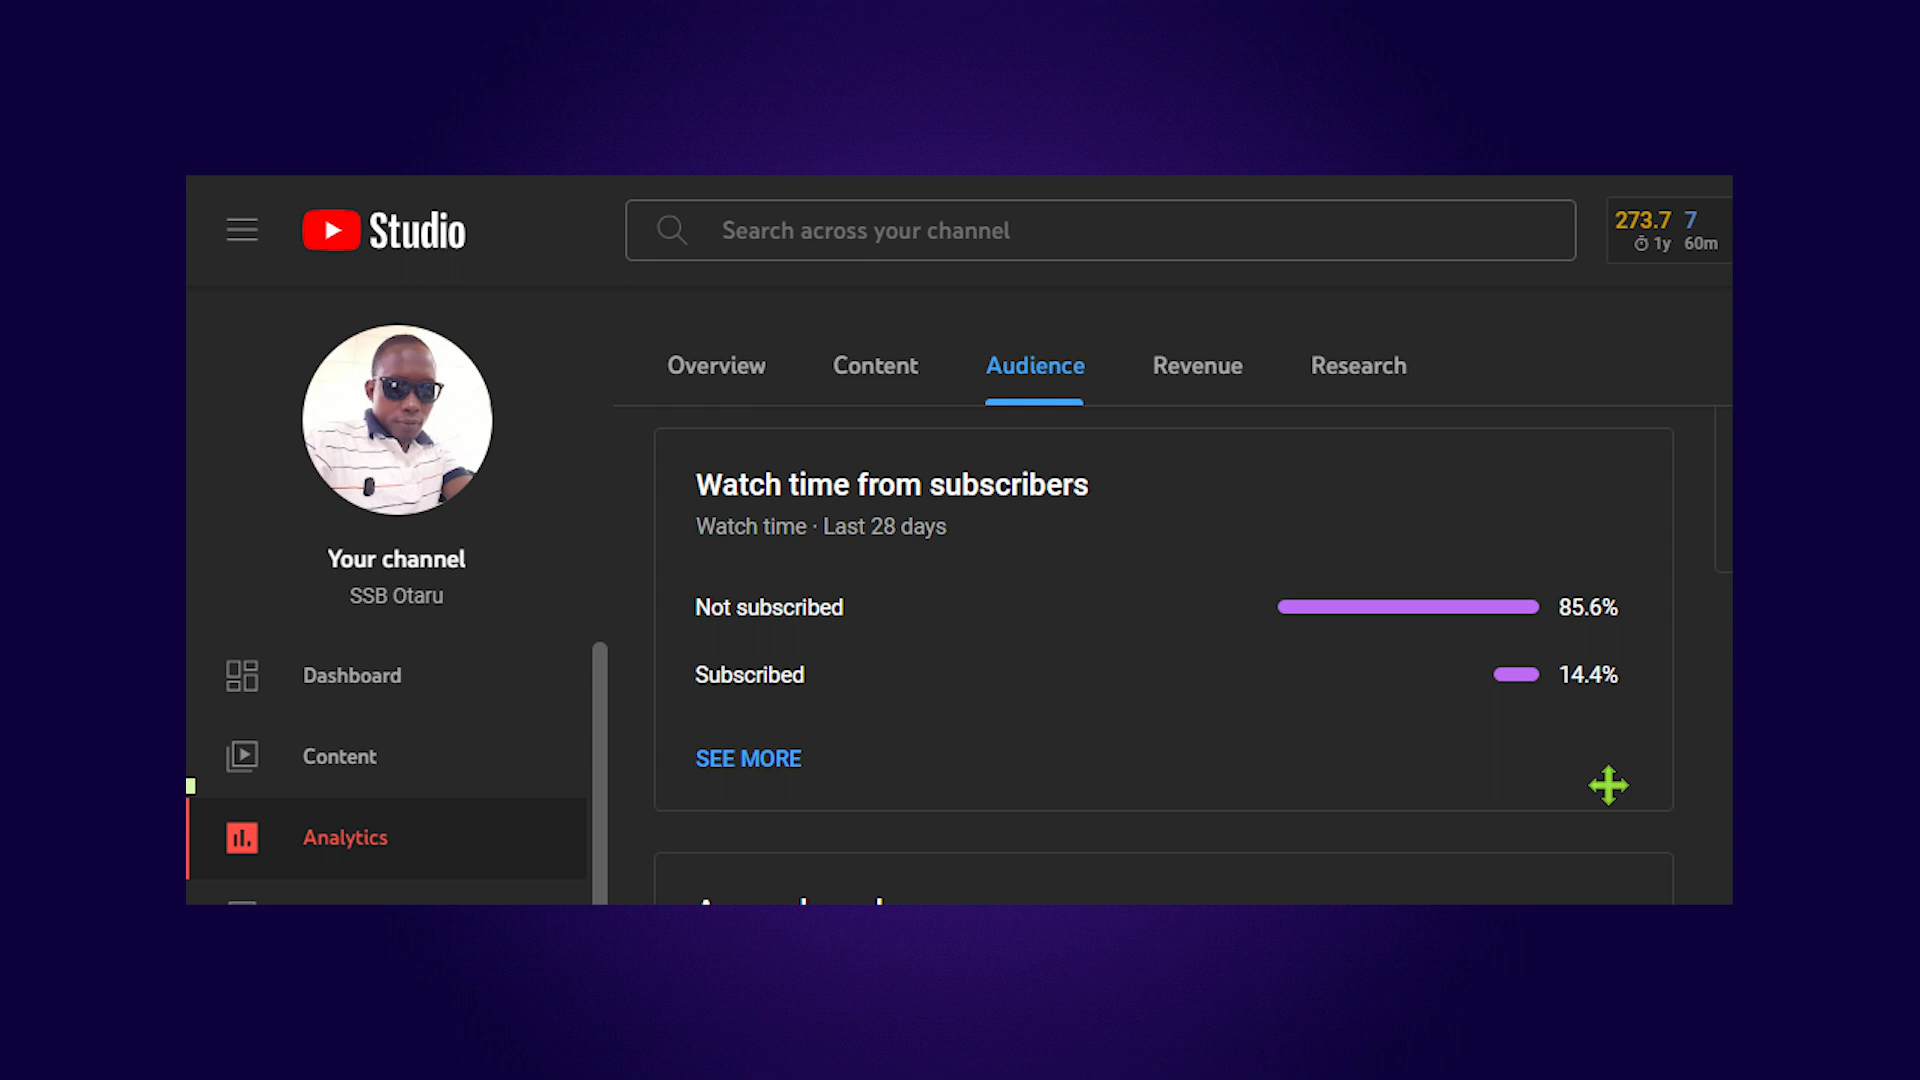 Studio
Search across your channel
273.7 7
1y 60m
Overview Content Audience Revenue Research
Your channel
SSB Otaru
Dashboard
Content
Analytics
Watch time from subscribers
Watch time · Last 28 days
Not subscribed 85.6%
Subscribed 14.4%
SEE MORE